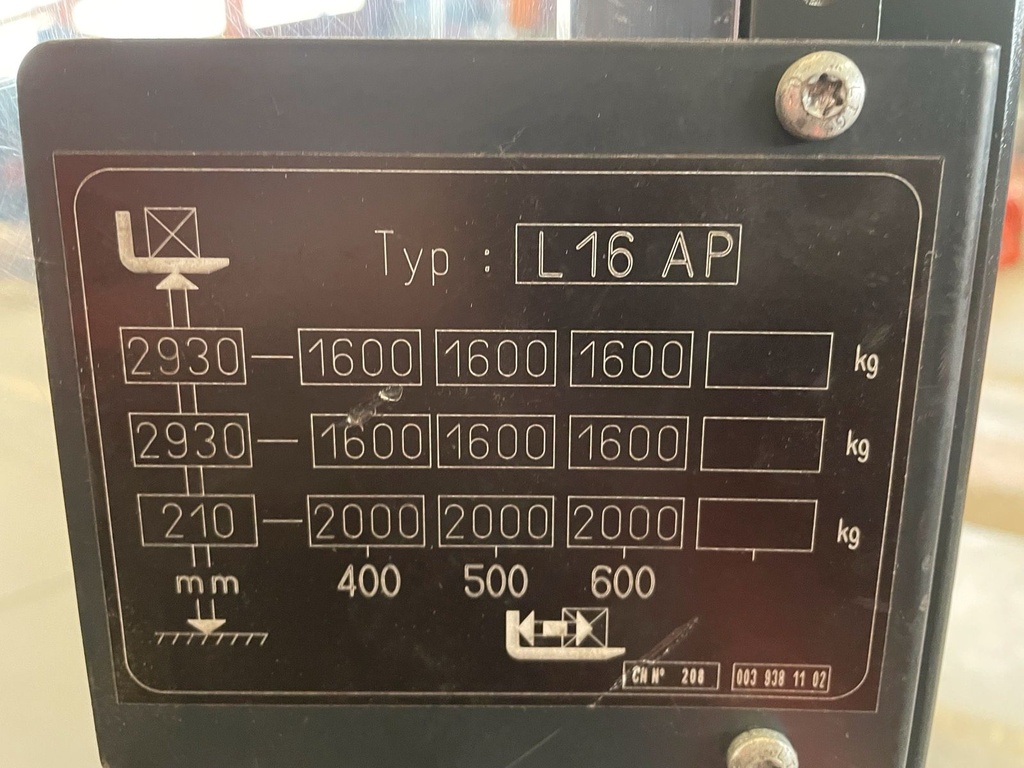 Typ : L16 AP
2930 1600 1600 1600 kg
2930 1600 1600 1600 kg
210 2000 2000 2000 kg
mm 400 500 600
CN N° 208 003 938 11 02